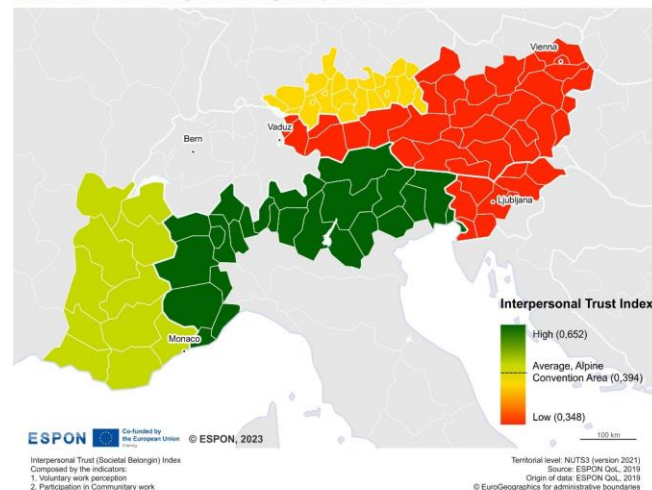 Vienna
Vaduz
Bern
Ljubljana
Monaco
Interpersonal Trust Index
High (0,652)
Average, Alpine
Convention Area (0,394)
Low (0,348)
100 km
ESPON
Co-funded by
the European Union
Interreg
© ESPON, 2023
Interpersonal Trust (Societal Belongin) Index
Composed by the indicators:
1. Voluntary work perception
2. Participation in Communitary work
Territorial level: NUTS3 (version 2021)
Source: ESPON QoL, 2019
Origin of data: ESPON QoL, 2019
© EuroGeographics for administrative boundaries